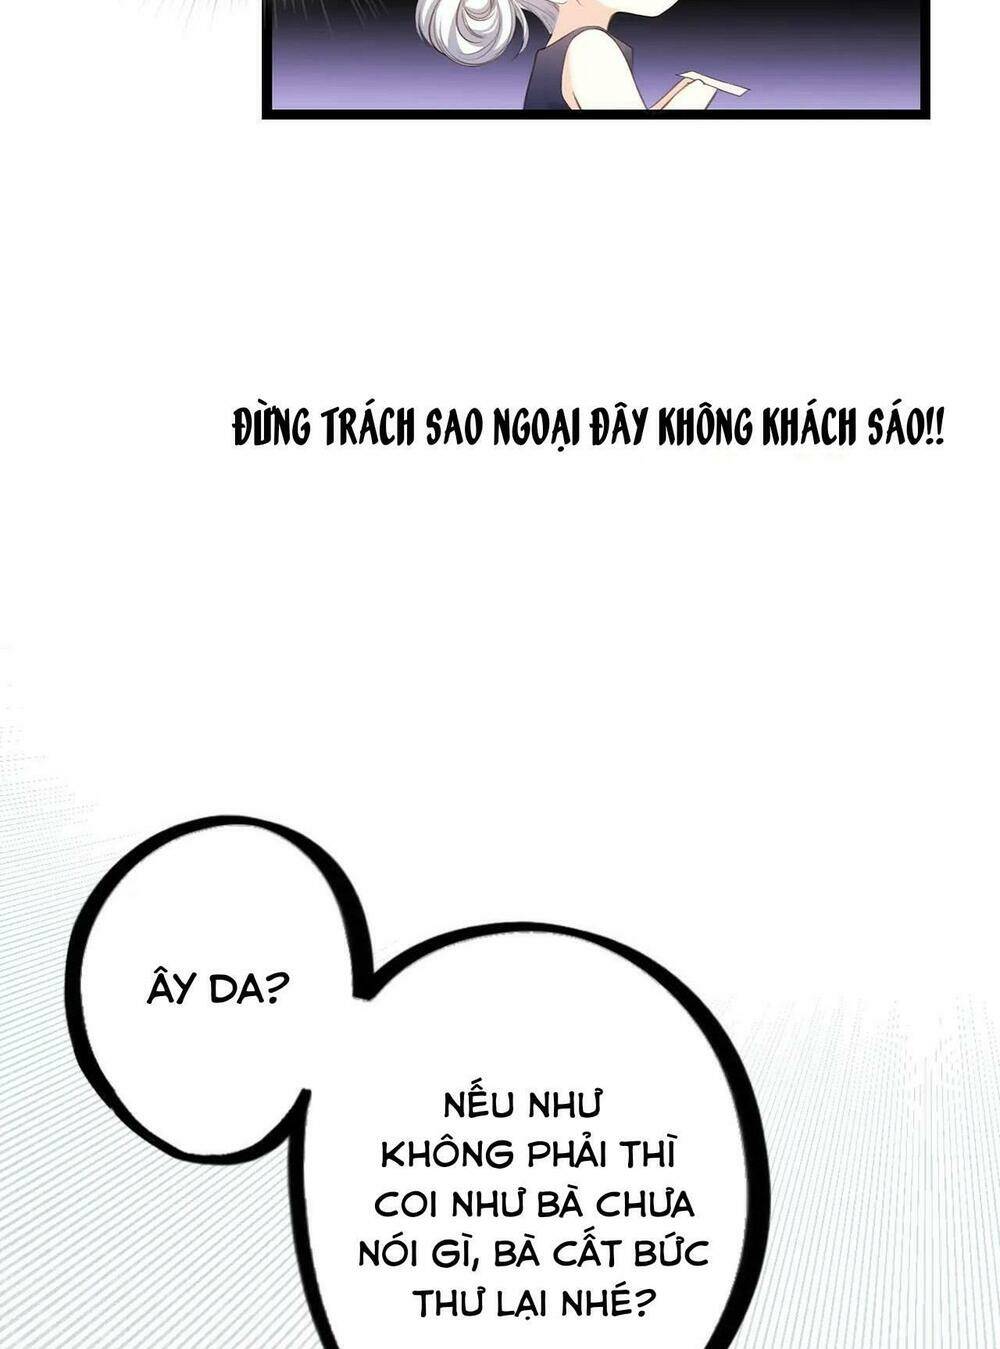 ĐỪNG TRÁCH SAO NGOẠI ĐÂY KHÔNG KHÁCH SÁO!!
ÂY DA?
NẾU NHƯ
KHÔNG PHẢI THÌ
COI NHƯ BÀ CHƯA
NÓI GÌ, BÀ CẤT BỨC
THƯ LẠI NHÉ?